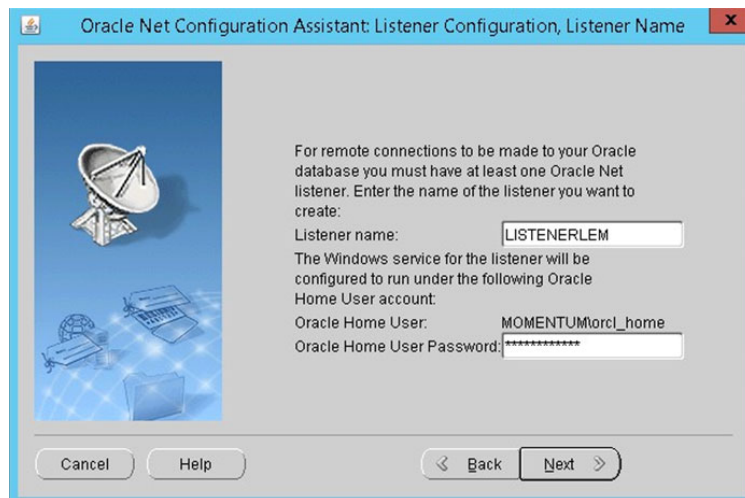 Oracle Net Configuration Assistant: Listener Configuration, Listener Name
x
For remote connections to be made to your Oracle
database you must have at least one Oracle Net
listener. Enter the name of the listener you want to
create:
Listener name: LISTENERLEM
The Windows service for the listener will be
configured to run under the following Oracle
Home User account:
Oracle Home User: MOMENTUM\orcl_home
Oracle Home User Password: ************
Cancel Help Back Next